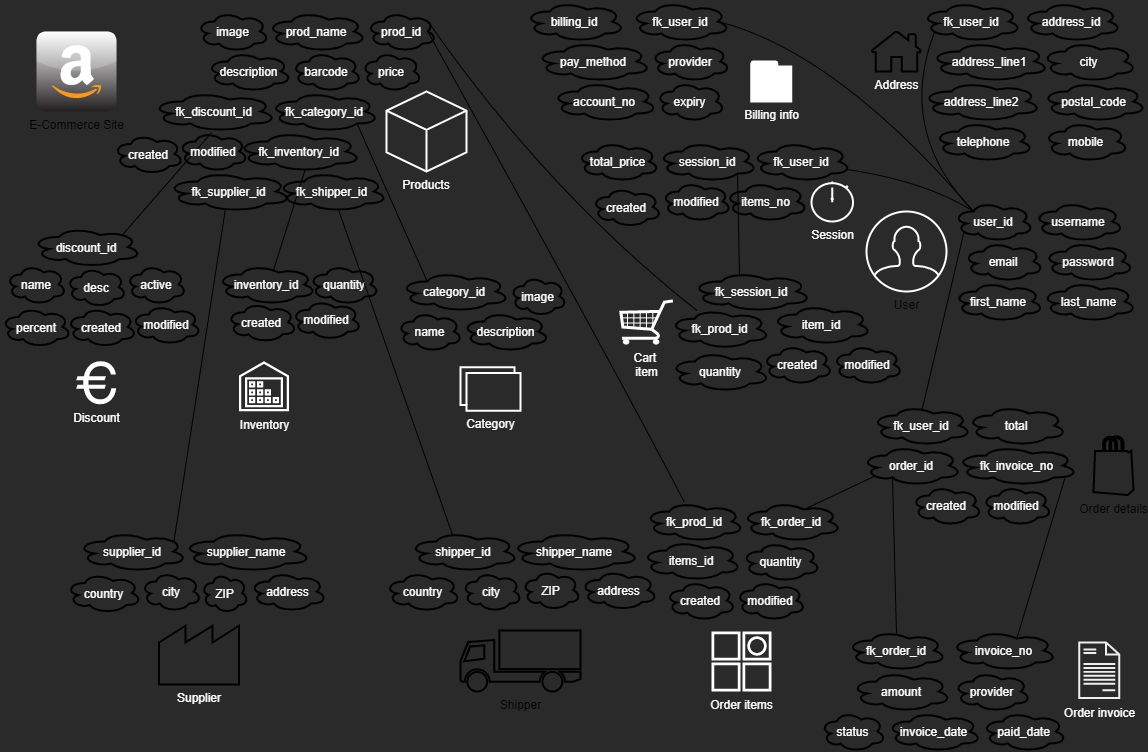 a
E-Commerce Site
image
prod_name
prod_id
description
barcode
price
fk_discount_id
fk_category_id
created
modified
fk_inventory_id
fk_supplier_id
fk_shipper_id
Products
billing_id
fk_user_id
pay_method
provider
account_no
expiry
Billing info
fk_user_id
address_id
address_line1
city
address_line2
postal_code
telephone
mobile
Address
total_price
session_id
fk_user_id
created
modified
items_no
Session
user_id
username
email
password
first_name
last_name
User
discount_id
name
desc
active
percent
created
modified
€
Discount
inventory_id
quantity
created
modified
Inventory
category_id
image
name
description
Category
fk_session_id
fk_prod_id
item_id
quantity
created
modified
Cart
item
fk_user_id
total
order_id
fk_invoice_no
created
modified
Order details
supplier_id
supplier_name
country
city
ZIP
address
Supplier
shipper_id
shipper_name
country
city
ZIP
address
Shipper
fk_prod_id
fk_order_id
items_id
quantity
created
modified
Order items
fk_order_id
invoice_no
amount
provider
status
invoice_date
paid_date
Order invoice